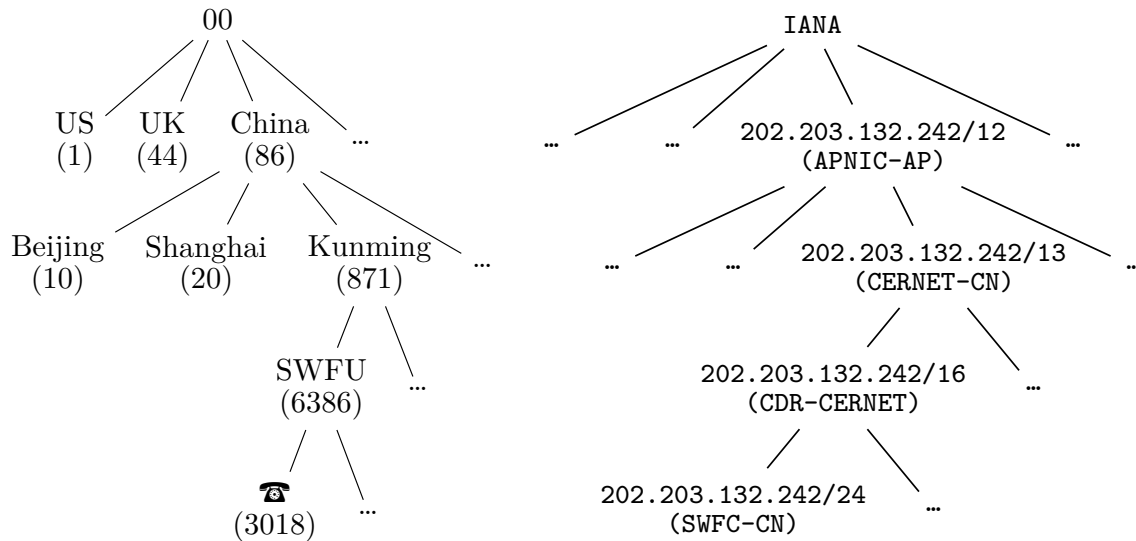 00
US
(1)
UK
(44)
China
(86)
...
Beijing
(10)
Shanghai
(20)
Kunming
(871)
...
SWFU
(6386)
...
☎
(3018)
...
IANA
...
...
202.203.132.242/12
(APNIC-AP)
...
...
...
202.203.132.242/13
(CERNET-CN)
...
202.203.132.242/16
(CDR-CERNET)
...
202.203.132.242/24
(SWFC-CN)
...